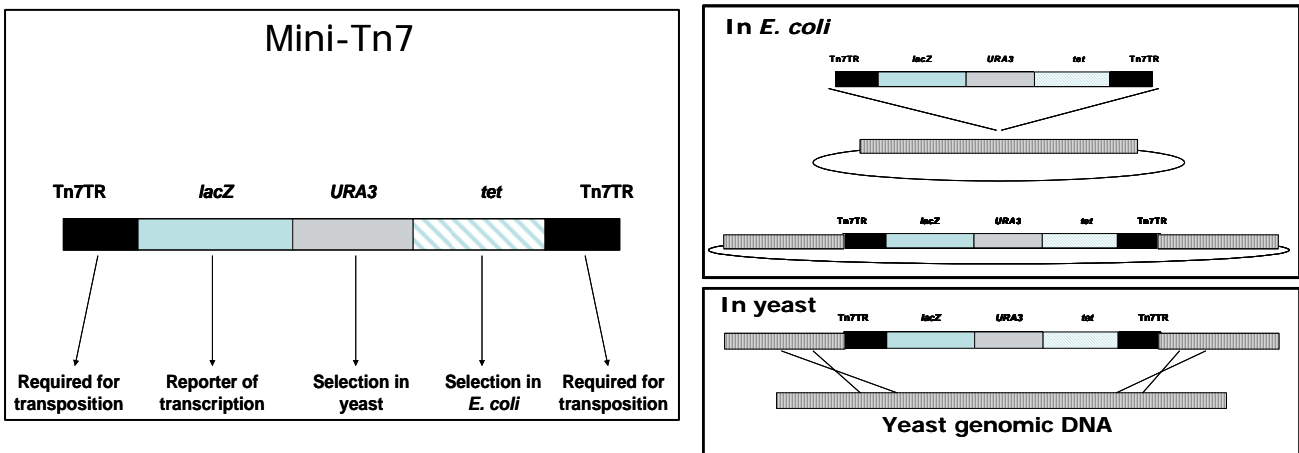 Mini-Tn7
Tn7TR lacZ URA3 tet Tn7TR
Required for transposition
Reporter of transcription
Selection in yeast
Selection in E. coli
Required for transposition
In E. coli
Tn7TR lacZ URA3 tet Tn7TR
Tn7TR lacZ URA3 tet Tn7TR
In yeast
Tn7TR lacZ URA3 tet Tn7TR
Yeast genomic DNA